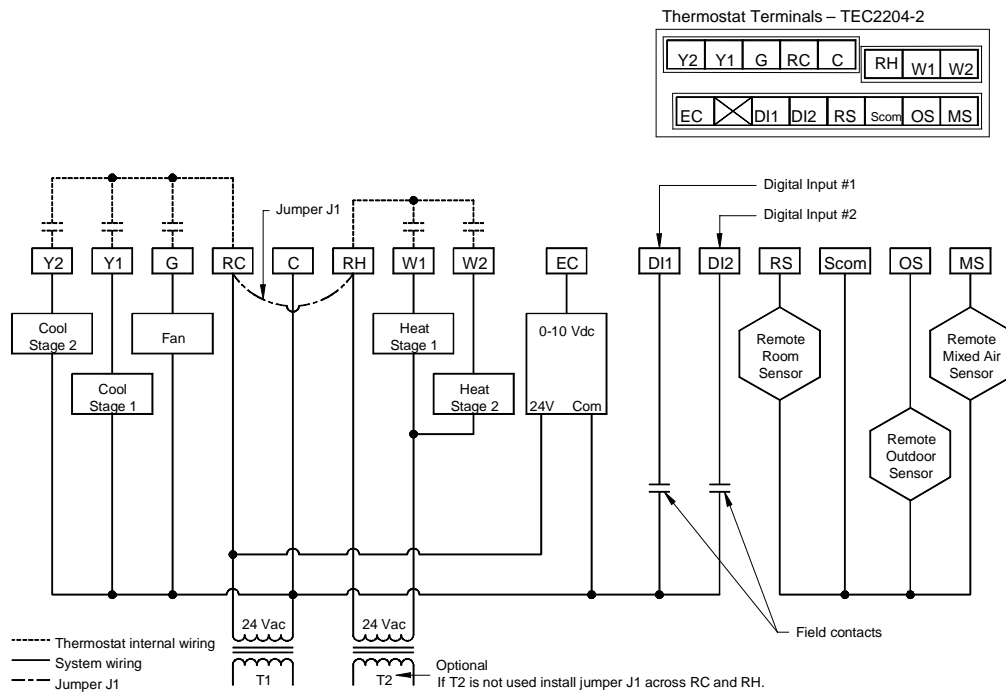 Thermostat Terminals – TEC2204-2
Y2 Y1 G RC C
RH W1 W2
EC DI1 DI2 RS Scom OS MS
Digital Input #1
Jumper J1
Digital Input #2
Y2 Y1 G RC C RH W1 W2 EC DI1 DI2 RS Scom OS MS
Cool
Stage 2
Fan
Heat
Stage 1
0-10 Vdc
Remote
Room
Sensor
Remote
Mixed Air
Sensor
Cool
Stage 1
Heat
Stage 2
24V Com
Remote
Outdoor
Sensor
24 Vac 24 Vac
Field contacts
Thermostat internal wiring
System wiring
Jumper J1
T1 T2
Optional
If T2 is not used install jumper J1 across RC and RH.